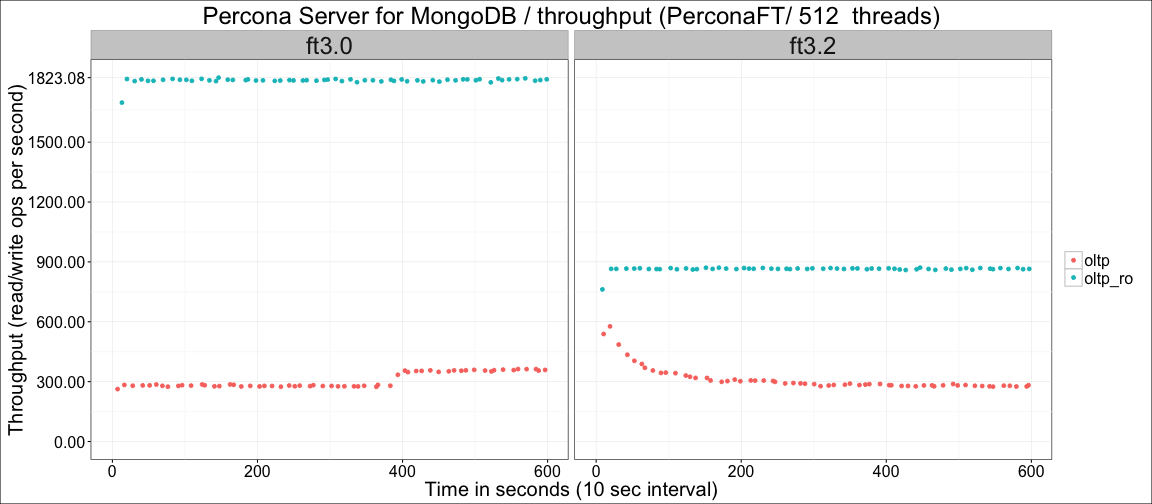 Percona Server for MongoDB / throughput (PerconaFT/ 512  threads)
ft3.0
ft3.2
Throughput (read/write ops per second)
1823.08
1500.00
1200.00
900.00
600.00
300.00
0.00
0 200 400 600
0 200 400 600
Time in seconds (10 sec interval)
oltp
oltp_ro